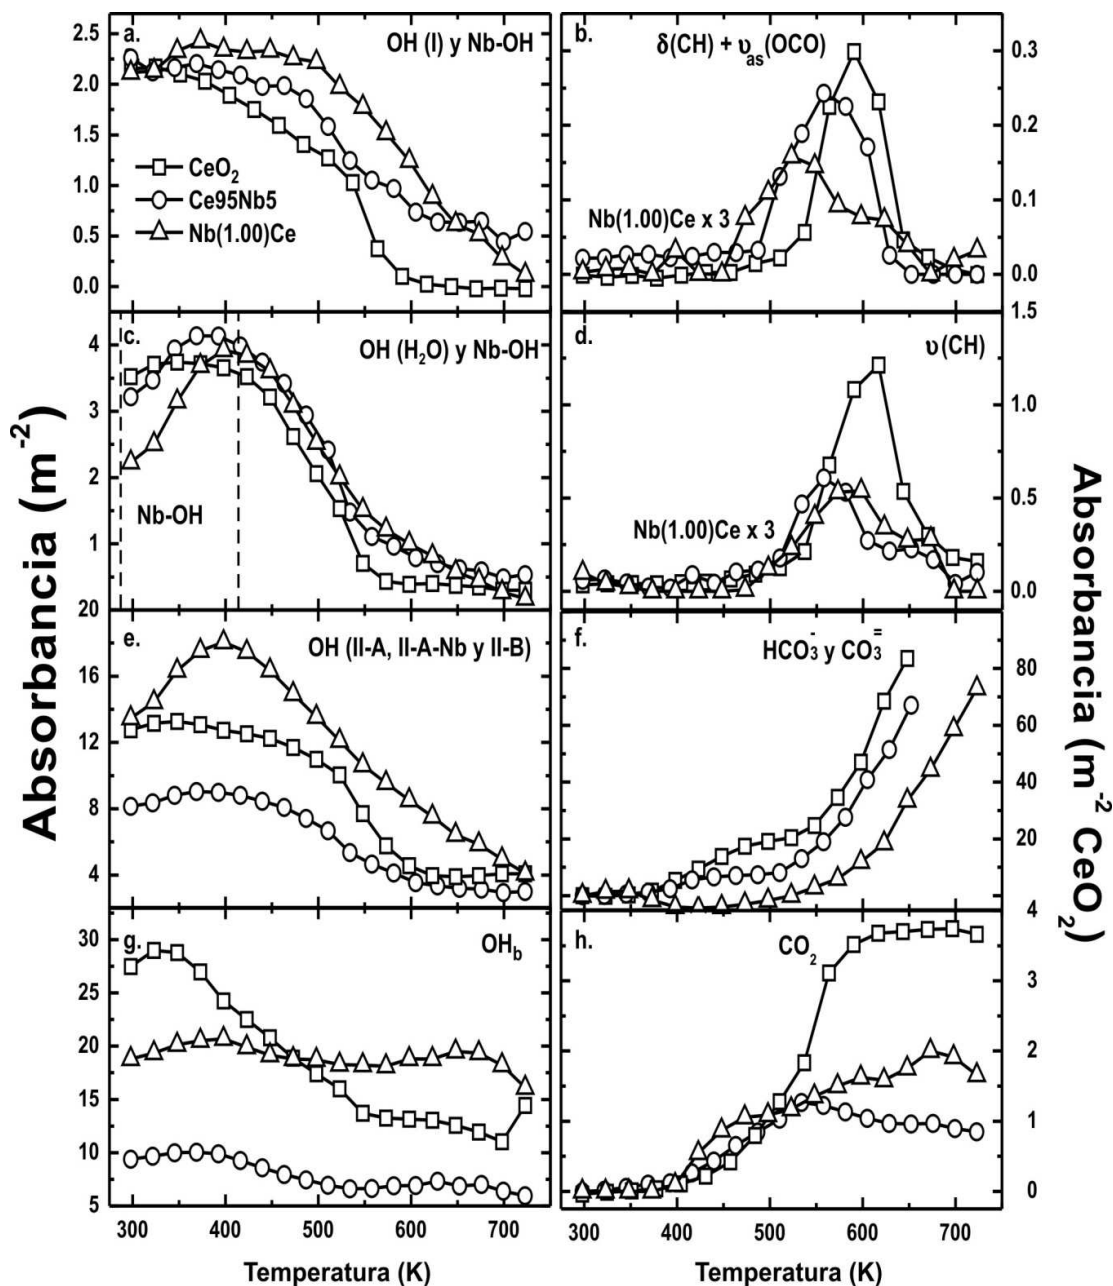 a.
OH (I) y Nb-OH
2.5
2.0
1.5
1.0
0.5
0.0
CeO₂
Ce95Nb5
Nb(1.00)Ce
b.
δ(CH) + υas(OCO)
Nb(1.00)Ce x 3
0.3
0.2
0.1
0.0
c.
OH (H₂O) y Nb-OH
4
3
2
1
Nb-OH
d.
υ(CH)
Nb(1.00)Ce x 3
1.5
1.0
0.5
0.0
e.
OH (II-A, II-A-Nb y II-B)
20
16
12
8
4
f.
HCO₃⁻ y CO₃⁼
80
60
40
20
g.
OHb
30
25
20
15
10
5
h.
CO₂
4
3
2
1
0
300 400 500 600 700
300 400 500 600 700
Temperatura (K)
Temperatura (K)
Absorbancia (m⁻²)
Absorbancia (m⁻² CeO₂)